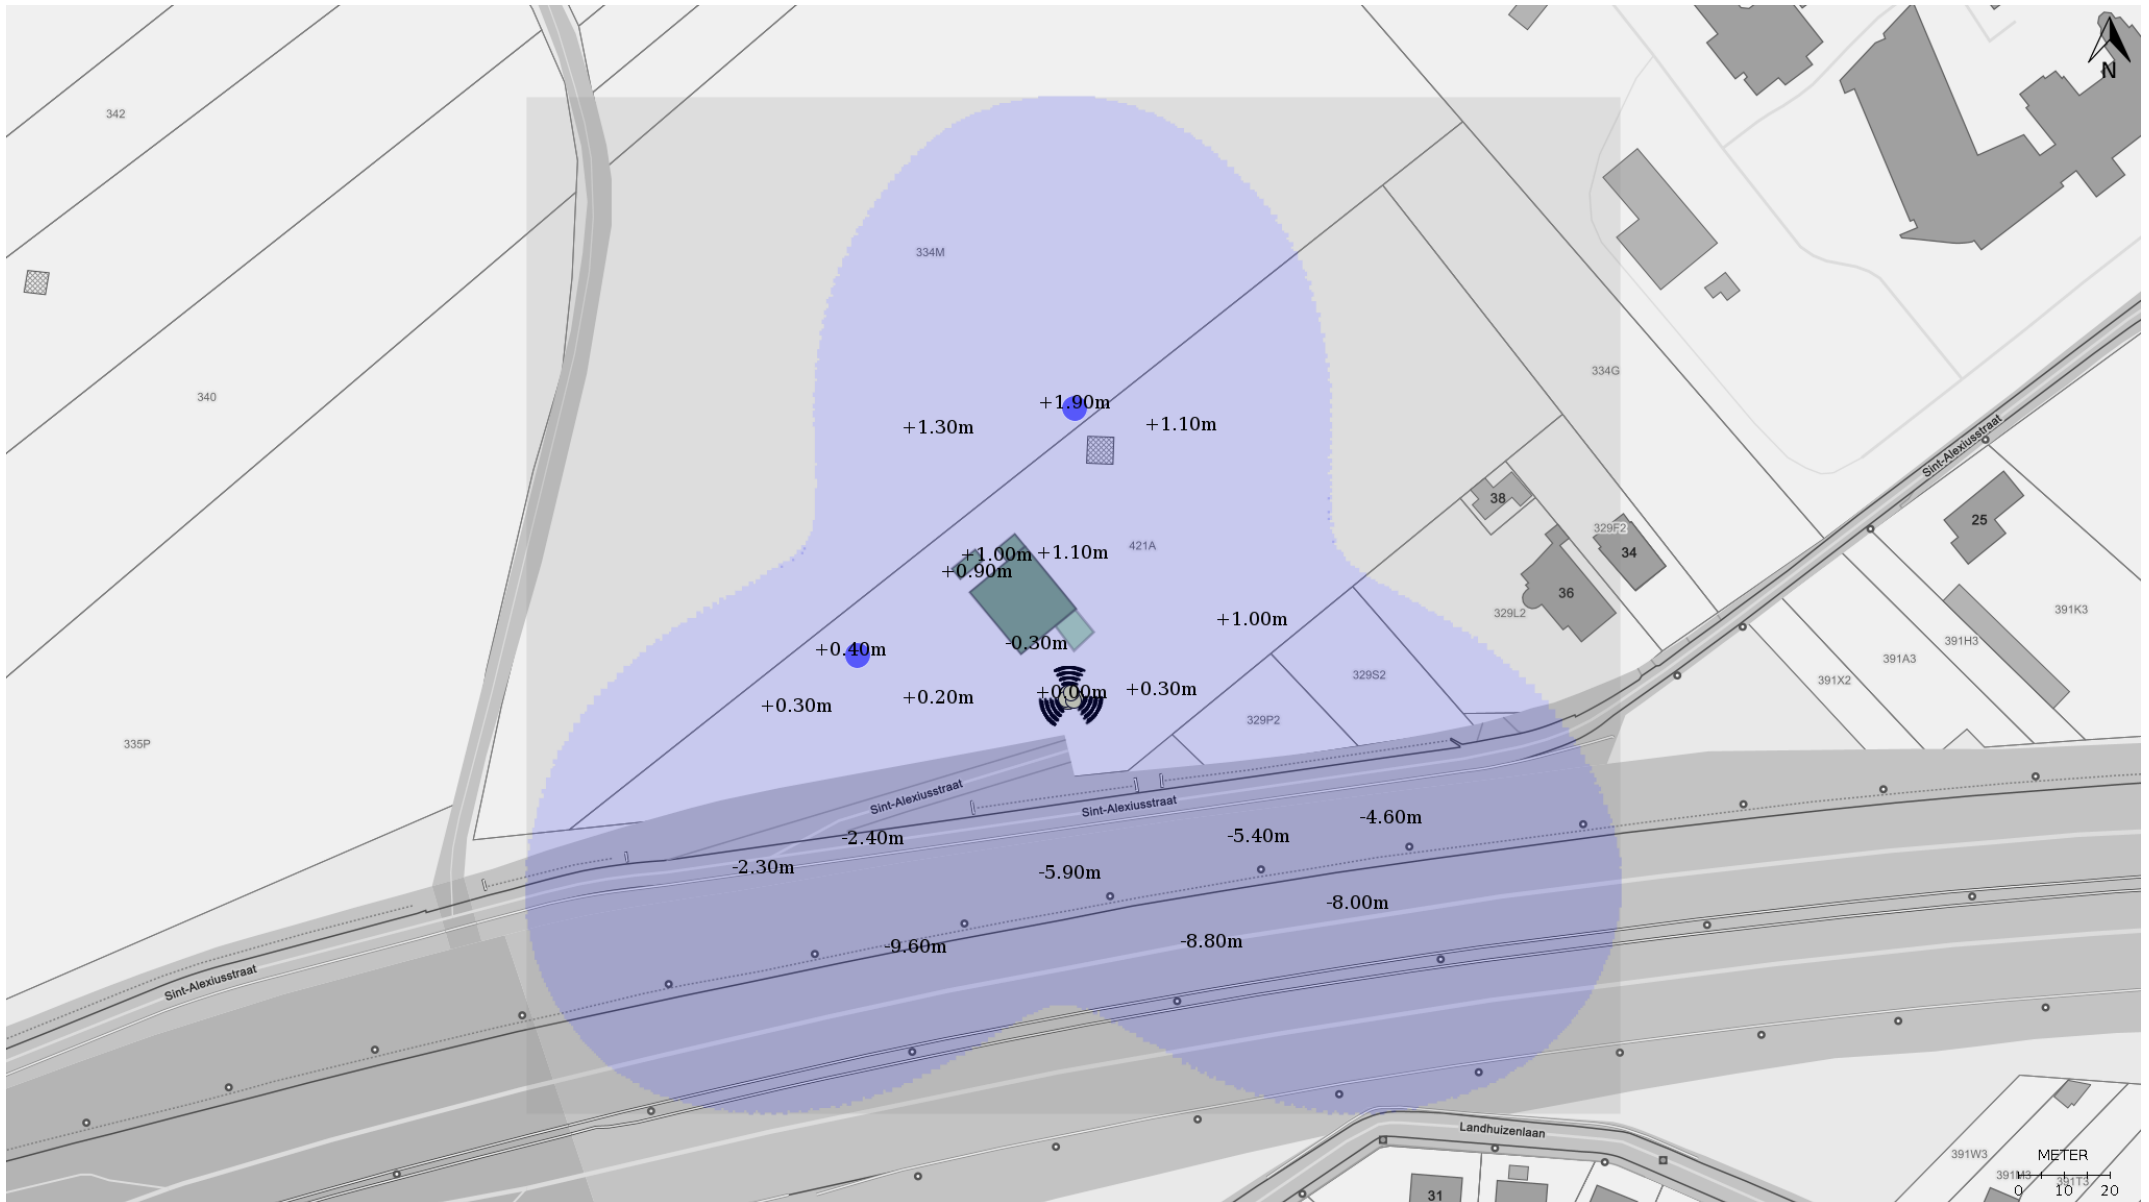 342
N
334M
334G
340
+1.90m
+1.30m
+1.10m
Sint-Alexiusstraat
38
25
329F2
421A
+1.00m
+1.10m
34
+0.90m
36
391K3
329L2
+1.00m
391H3
-0.30m
+0.40m
391A3
329S2
391X2
+0.00m
+0.30m
+0.20m
+0.30m
329P2
335P
Sint-Alexiusstraat
Sint-Alexiusstraat
-4.60m
-2.40m
-5.40m
-2.30m
-5.90m
-8.00m
-8.80m
-9.60m
Sint-Alexiusstraat
Landhuizenlaan
391W3
METER
391T3
0 10 20
31